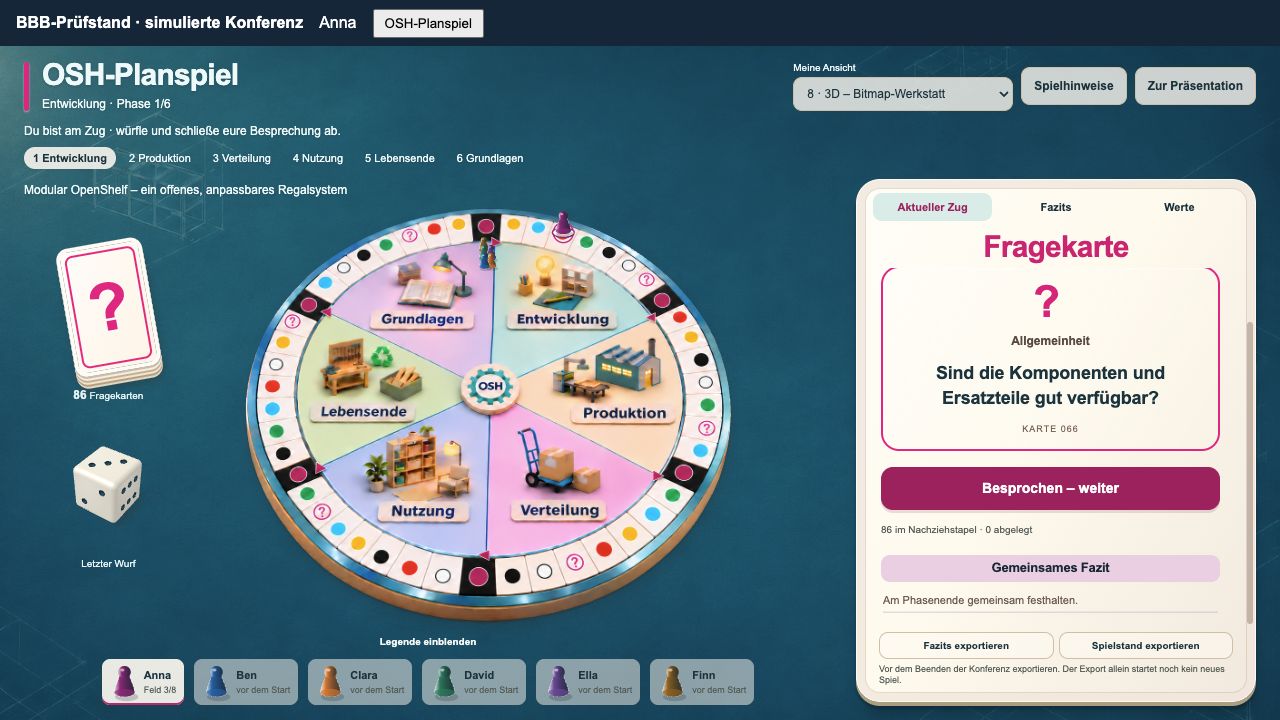 BBB-Prüfstand · simulierte Konferenz Anna OSH-Planspiel
OSH-Planspiel
Entwicklung · Phase 1/6
Meine Ansicht
8 · 3D – Bitmap-Werkstatt
Spielhinweise
Zur Präsentation
Du bist am Zug · würfle und schließe eure Besprechung ab.
1 Entwicklung 2 Produktion 3 Verteilung 4 Nutzung 5 Lebensende 6 Grundlagen
Modular OpenShelf – ein offenes, anpassbares Regalsystem
?
86 Fragekarten
Letzter Wurf
Grundlagen
Entwicklung
Lebensende
OSH
Produktion
Nutzung
Verteilung
?
?
?
?
?
?
Legende einblenden
Anna
Feld 3/8
Ben
vor dem Start
Clara
vor dem Start
David
vor dem Start
Ella
vor dem Start
Finn
vor dem Start
Aktueller Zug Fazits Werte
Fragekarte
?
Allgemeinheit
Sind die Komponenten und
Ersatzteile gut verfügbar?
KARTE 066
Besprochen – weiter
86 im Nachziehstapel · 0 abgelegt
Gemeinsames Fazit
Am Phasenende gemeinsam festhalten.
Fazits exportieren
Spielstand exportieren
Vor dem Beenden der Konferenz exportieren. Der Export allein startet noch kein neues
Spiel.